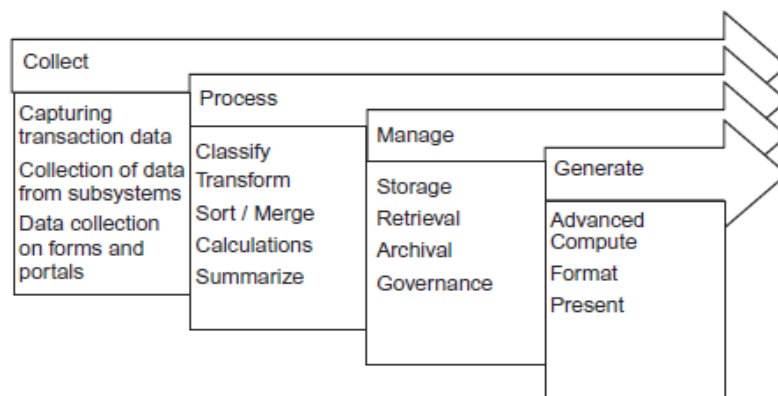 Collect
Capturing
transaction data
Collection of data
from subsystems
Data collection
on forms and
portals
Process
Classify
Transform
Sort / Merge
Calculations
Summarize
Manage
Storage
Retrieval
Archival
Governance
Generate
Advanced
Compute
Format
Present